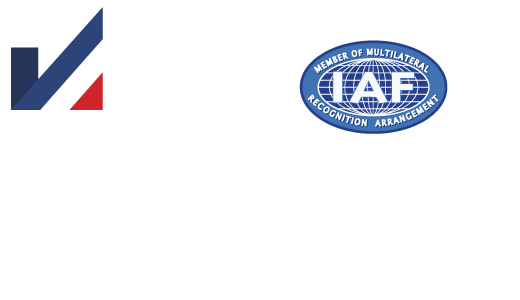 MEMBER OF MULTILATERAL
IAF
RECOGNITION ARRANGEMENT